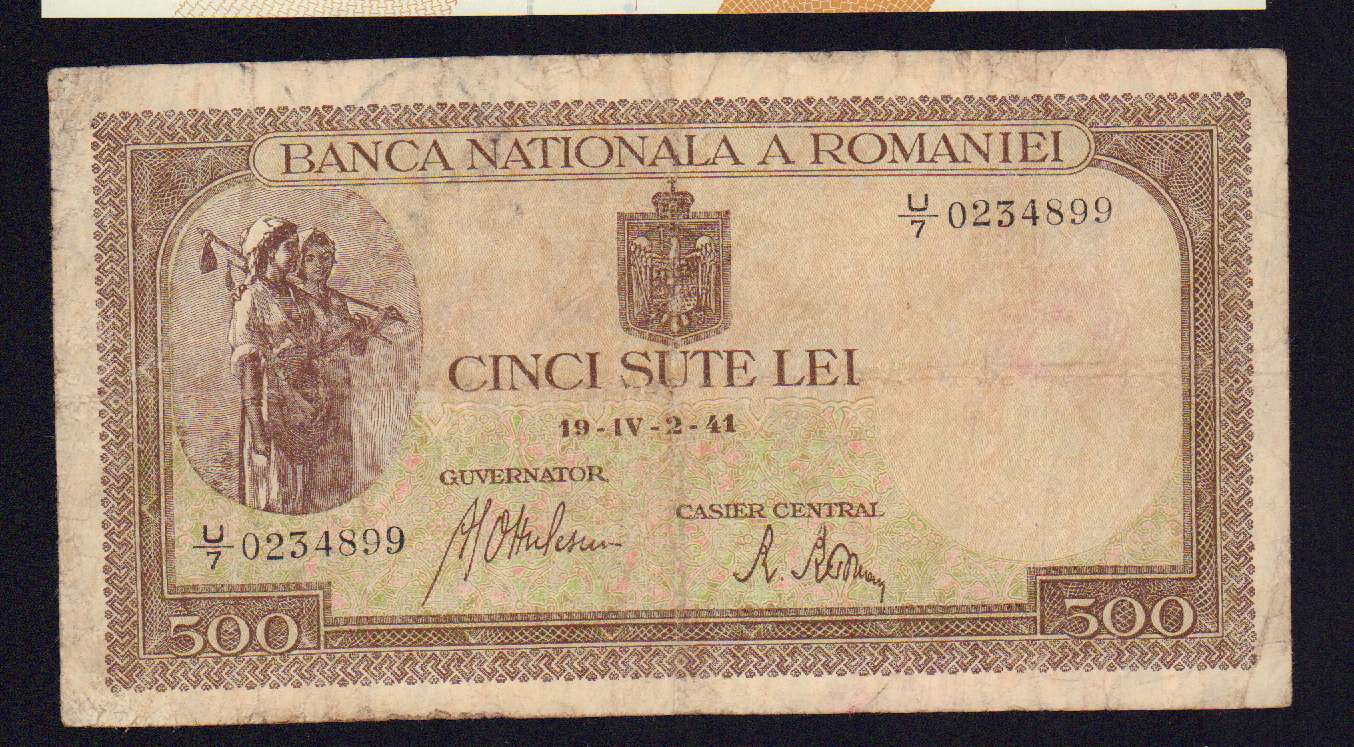 BANCA NATIONALA A ROMANIEI
U/7 0234899
CINCI SUTE LEI
19-IV-2-41
GUVERNATOR
CASIER CENTRAL
U/7 0234899
500
500